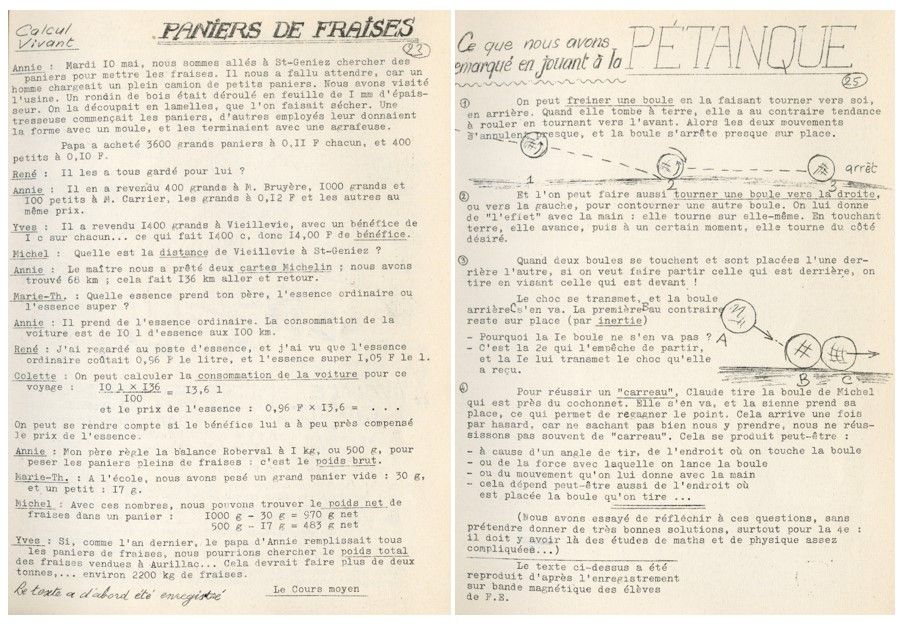 Calcul
Vivant
PANIERS DE FRAISES
22
Annie : Mardi IO mai, nous sommes allés à St-Geniez chercher des
paniers pour mettre les fraises. Il nous a fallu attendre, car un
homme chargeait un plein camion de petits paniers. Nous avons visité
l'usine. Un rondin de bois était déroulé en feuille de I mm d'épais-
seur. On la découpait en lamelles, que l'on faisait sécher. Une
tresseuse commençait les paniers, d'autres employés leur donnaient
la forme avec un moule, et les terminaient avec une agrafeuse.
Papa a acheté 3600 grands paniers à 0,II F chacun, et 400
petits à 0,IO F.
René : Il les a tous gardé pour lui ?
Annie : Il en a revendu 400 grands à M. Bruyère, I000 grands et
I00 petits à M. Carrier, les grands à 0,I2 F et les autres au
même prix.
Yves : Il a revendu I400 grands à Vieillevie, avec un bénéfice de
I c sur chacun... ce qui fait I400 c, donc I4,00 F de bénéfice.
Michel : Quelle est la distance de Vieillevie à St-Geniez ?
Annie : Le maître nous a prêté deux cartes Michelin ; nous avons
trouvé 68 km ; cela fait I36 km aller et retour.
Marie-Th. : Quelle essence prend ton père, l'essence ordinaire ou
l'essence super ?
Annie : Il prend de l'essence ordinaire. La consommation de la
voiture est de IO l d'essence aux I00 km.
René : J'ai regardé au poste d'essence, et j'ai vu que l'essence
ordinaire coûtait 0,96 F le litre, et l'essence super I,05 F le l.
Colette : On peut calculer la consommation de la voiture pour ce
voyage : IO l x I36 = I3,6 l
I00
et le prix de l'essence : 0,96 F x I3,6 = . . .
On peut se rendre compte si le bénéfice lui a à peu près compensé
le prix de l'essence.
Annie : Mon père règle la balance Roberval à I kg, ou 500 g, pour
peser les paniers pleins de fraises : c'est le poids brut.
Marie-Th. : A l'école, nous avons pesé un grand panier vide : 30 g,
et un petit : I7 g.
Michel : Avec ces nombres, nous pouvons trouver le poids net de
fraises dans un panier : I000 g - 30 g = 970 g net
500 g - I7 g = 483 g net
Yves : Si, comme l'an dernier, le papa d'Annie remplissait tous
les paniers de fraises, nous pourrions chercher le poids total
des fraises vendues à Aurillac... Cela devrait faire plus de deux
tonnes,... environ 2200 kg de fraises.
Le texte a d'abord été enregistré
Le Cours moyen
Ce que nous avons
emarqué en jouant à la
PÉTANQUE
25
1 On peut freiner une boule en la faisant tourner vers soi,
en arrière. Quand elle tombe à terre, elle a au contraire tendance
à rouler en tournant vers l'avant. Alors les deux mouvements
s'annulent presque, et la boule s'arrête presque sur place.
arrêt
1 2 3
2 Et l'on peut faire aussi tourner une boule vers la droite,
ou vers la gauche, pour contourner une autre boule. On lui donne
de "l'effet" avec la main : elle tourne sur elle-même. En touchant
terre, elle avance, puis à un certain moment, elle tourne du côté
désiré.
3 Quand deux boules se touchent et sont placées l'une der-
rière l'autre, si on veut faire partir celle qui est derrière, on
tire en visant celle qui est devant !
Le choc se transmet, et la boule
arrière C s'en va. La première B au contraire
reste sur place (par inertie)
- Pourquoi la Ie boule ne s'en va pas ?
- C'est la 2e qui l'empêche de partir,
et la Ie lui transmet le choc qu'elle
a reçu.
A
B C
4 Pour réussir un "carreau", Claude tire la boule de Michel
qui est près du cochonnet. Elle s'en va, et la sienne prend sa
place, ce qui permet de regagner le point. Cela arrive une fois
par hasard, car ne sachant pas bien nous y prendre, nous ne réus-
sissons pas souvent de "carreau". Cela se produit peut-être :
- à cause d'un angle de tir, de l'endroit où on touche la boule
- ou de la force avec laquelle on lance la boule
- ou du mouvement qu'on lui donne avec la main
- cela dépend peut-être aussi de l'endroit où
est placée la boule qu'on tire ...
(Nous avons essayé de réfléchir à ces questions, sans
prétendre donner de très bonnes solutions, surtout pour la 4e :
il doit y avoir là des études de maths et de physique assez
compliquées...)
Le texte ci-dessus a été
reproduit d'après l'enregistrement
sur bande magnétique des élèves
de F.E.